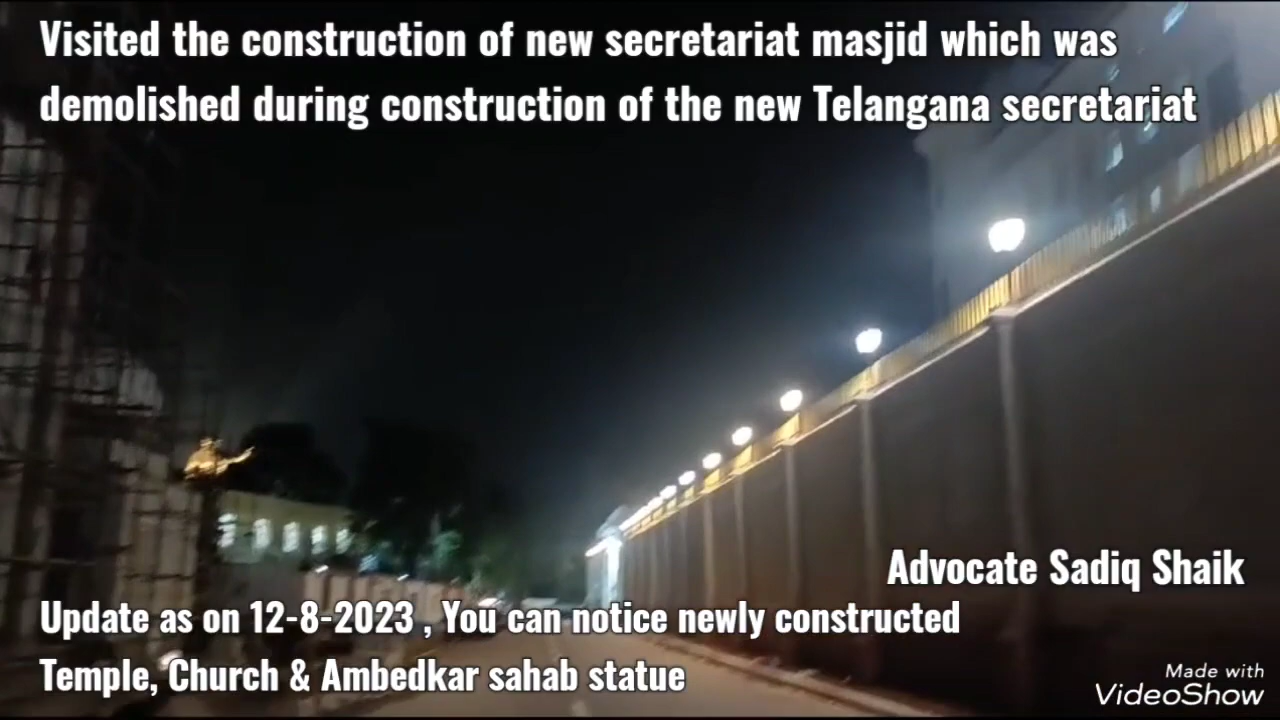 Visited the construction of new secretariat masjid which was
demolished during construction of the new Telangana secretariat
Advocate Sadiq Shaik
Update as on 12-8-2023 , You can notice newly constructed
Temple, Church & Ambedkar sahab statue
Made with
VideoShow